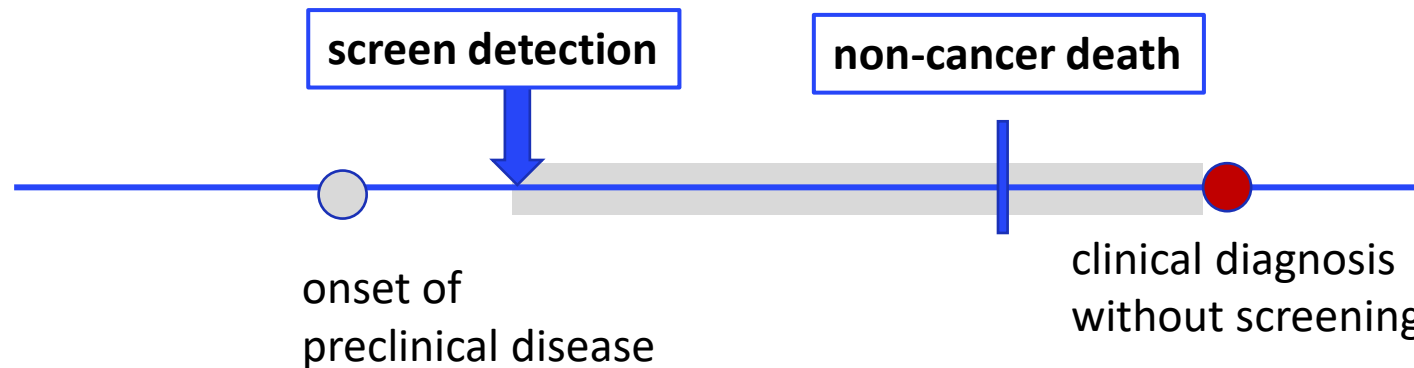 screen detection
non-cancer death
onset of
preclinical disease
clinical diagnosis
without screening